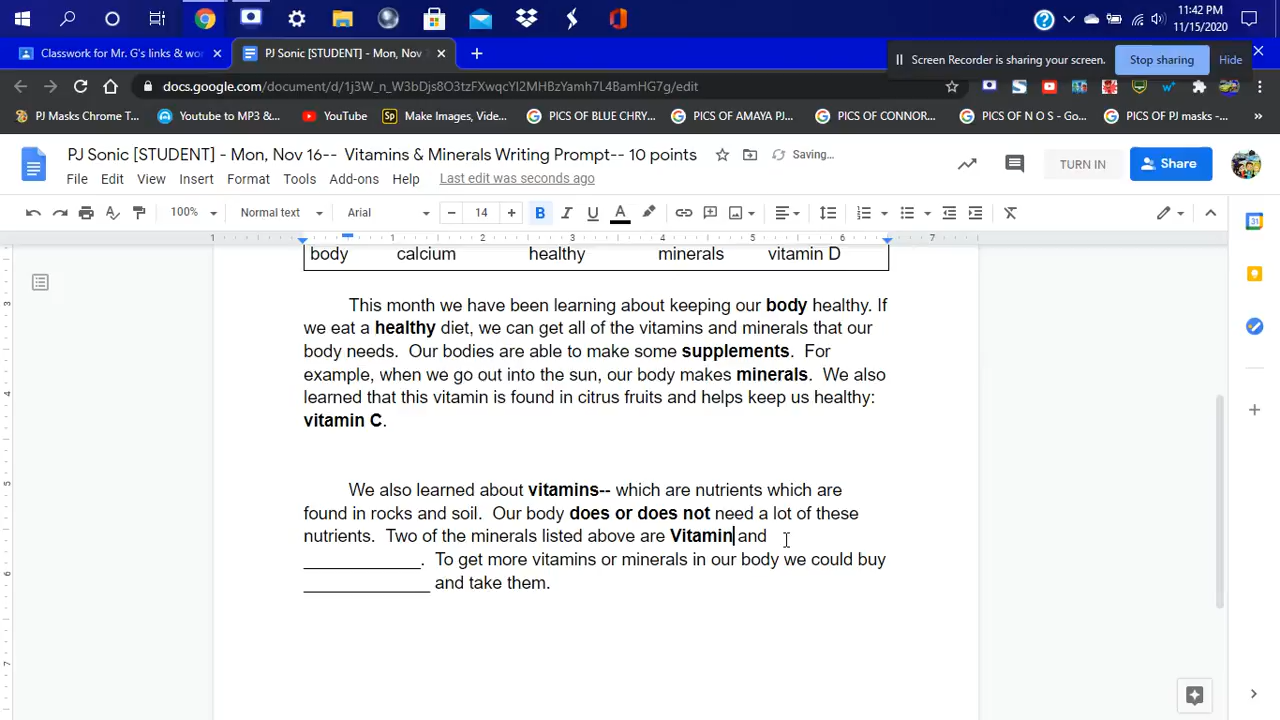 11:42 PM
11/15/2020
Classwork for Mr. G's links & wo
PJ Sonic [STUDENT] - Mon, Nov
Screen Recorder is sharing your screen.
Stop sharing
Hide
docs.google.com/document/d/1j3W_n_W3bDjs8O3tzFXwqcYI2MHBzYamh7L4BamHG7g/edit
PJ Masks Chrome T...
Youtube to MP3 &...
YouTube
Make Images, Vide...
PICS OF BLUE CHRY...
PICS OF AMAYA PJ...
PICS OF CONNOR...
PICS OF N O S - Go...
PICS OF PJ masks -...
PJ Sonic [STUDENT] - Mon, Nov 16-- Vitamins & Minerals Writing Prompt-- 10 points
Saving...
TURN IN
Share
File Edit View Insert Format Tools Add-ons Help Last edit was seconds ago
100% Normal text Arial 14
body calcium healthy minerals vitamin D
This month we have been learning about keeping our body healthy. If
we eat a healthy diet, we can get all of the vitamins and minerals that our
body needs. Our bodies are able to make some supplements. For
example, when we go out into the sun, our body makes minerals. We also
learned that this vitamin is found in citrus fruits and helps keep us healthy:
vitamin C.
We also learned about vitamins-- which are nutrients which are
found in rocks and soil. Our body does or does not need a lot of these
nutrients. Two of the minerals listed above are Vitamin and
____________. To get more vitamins or minerals in our body we could buy
_____________ and take them.